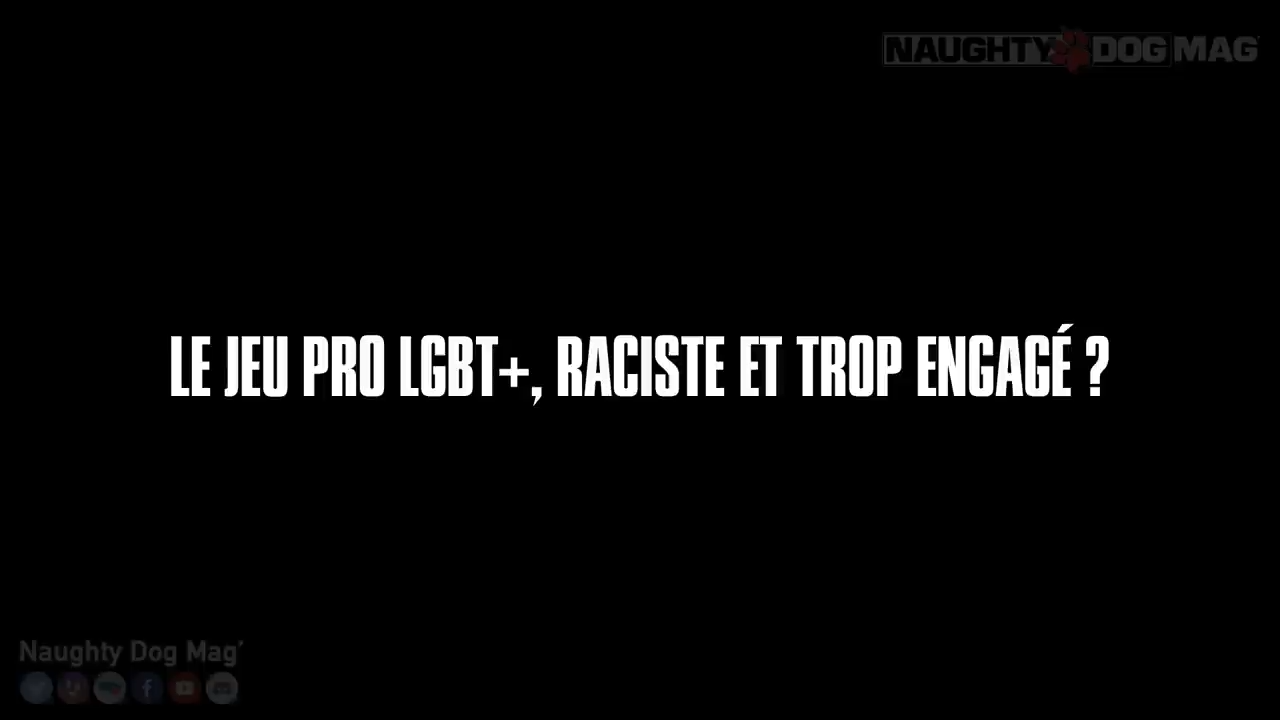 NAUGHTY DOG MAG'
LE JEU PRO LGBT+, RACISTE ET TROP ENGAGÉ ?
Naughty Dog Mag'